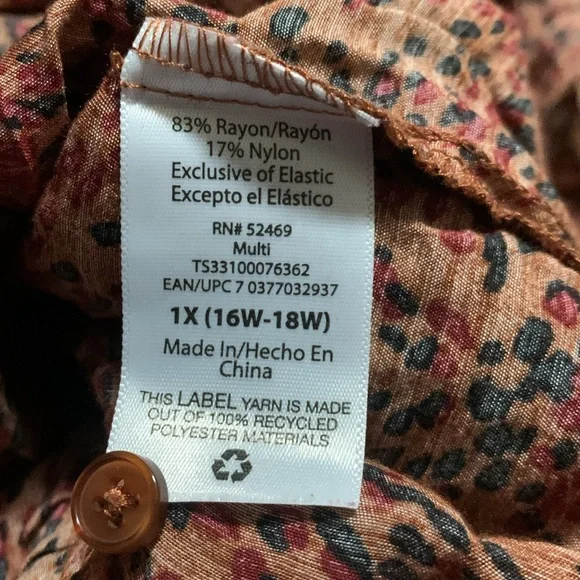 83% Rayon/Rayón
17% Nylon
Exclusive of Elastic
Excepto el Elástico
RN# 52469
Multi
TS33100076362
EAN/UPC 7 0377032937
1X (16W-18W)
Made In/Hecho En
China
THIS LABEL YARN IS MADE
OUT OF 100% RECYCLED
POLYESTER MATERIALS